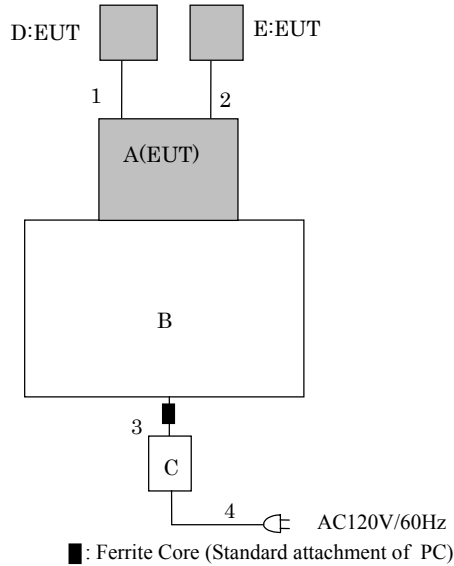 D:EUT
E:EUT
1
2
A(EUT)
B
3
C
4
AC120V/60Hz
: Ferrite Core (Standard attachment of PC)